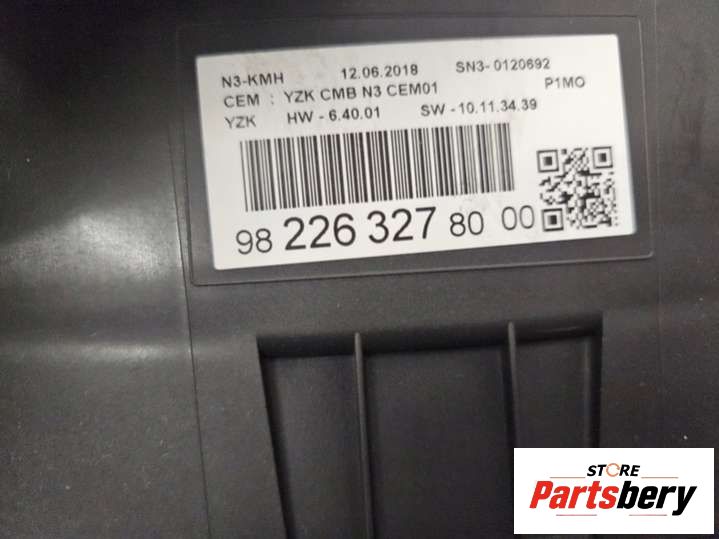 N3-KMH 12.06.2018 SN3- 0120692
CEM : YZK CMB N3 CEM01 P1MO
YZK HW - 6.40.01 SW - 10.11.34.39
98 226 327 80 00
STORE
Partsbery